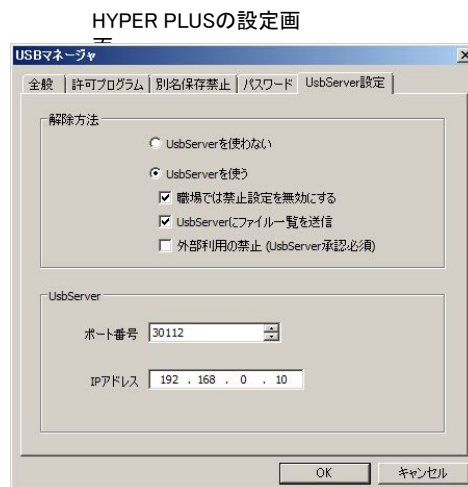 HYPER PLUSの設定画
面
USBマネージャ
全般 許可プログラム 別名保存禁止 パスワード UsbServer設定
解除方法
UsbServerを使わない
UsbServerを使う
職場では禁止設定を無効にする
UsbServerにファイル一覧を送信
外部利用の禁止 (UsbServer承認必須)
UsbServer
ポート番号 30112
IPアドレス 192 . 168 . 0 . 10
OK キャンセル